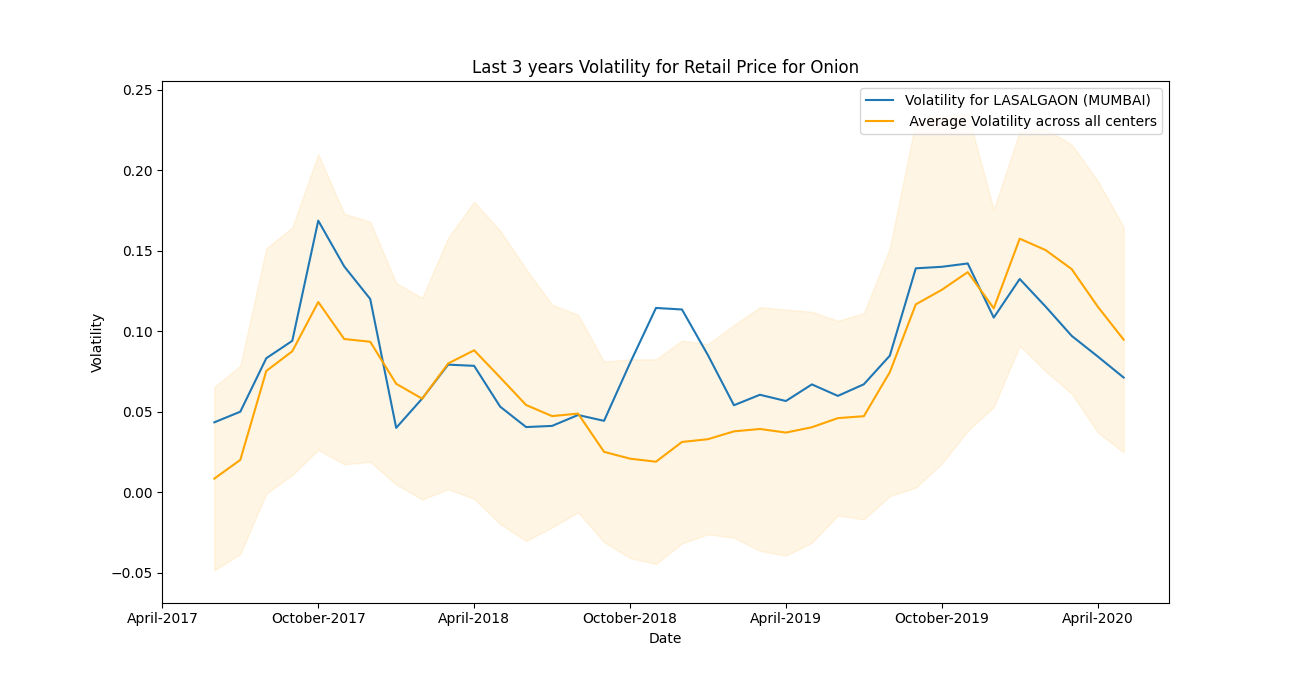 Last 3 years Volatility for Retail Price for Onion
Volatility for LASALGAON (MUMBAI)
Average Volatility across all centers
0.25
0.20
0.15
0.10
0.05
0.00
−0.05
Volatility
April-2017 October-2017 April-2018 October-2018 April-2019 October-2019 April-2020
Date